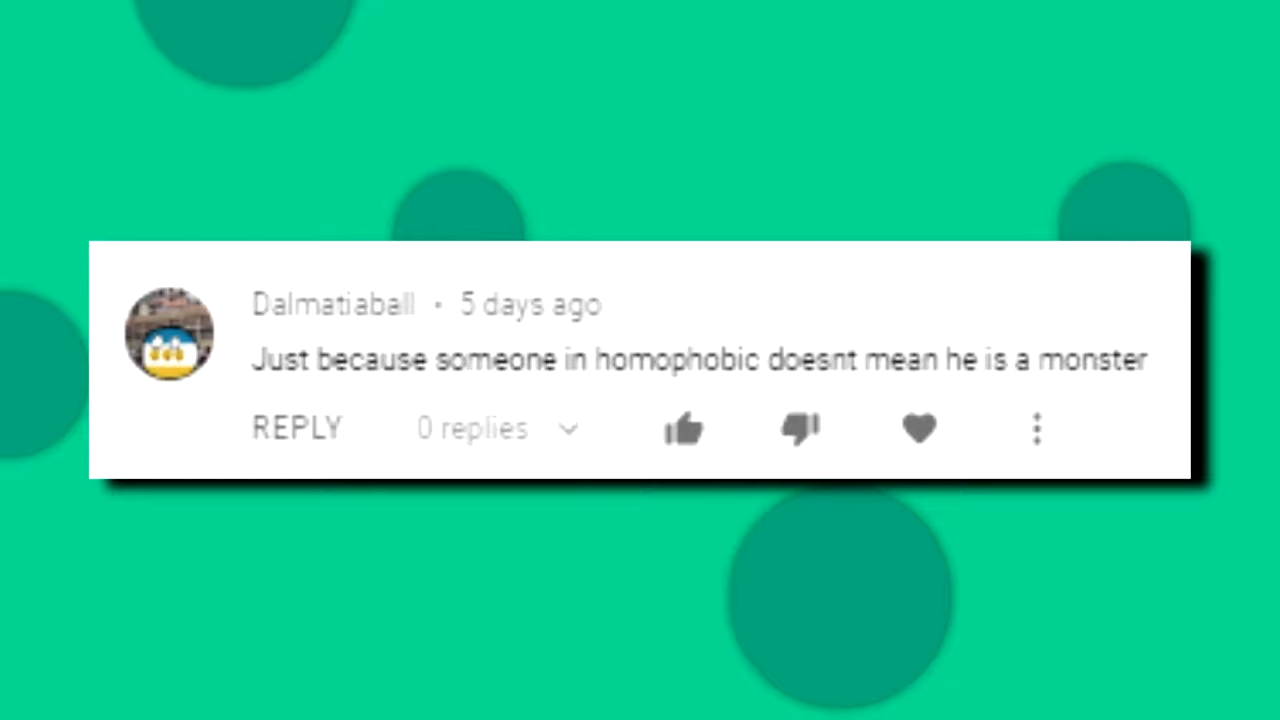 Dalmatiaball • 5 days ago
Just because someone in homophobic doesnt mean he is a monster
REPLY 0 replies